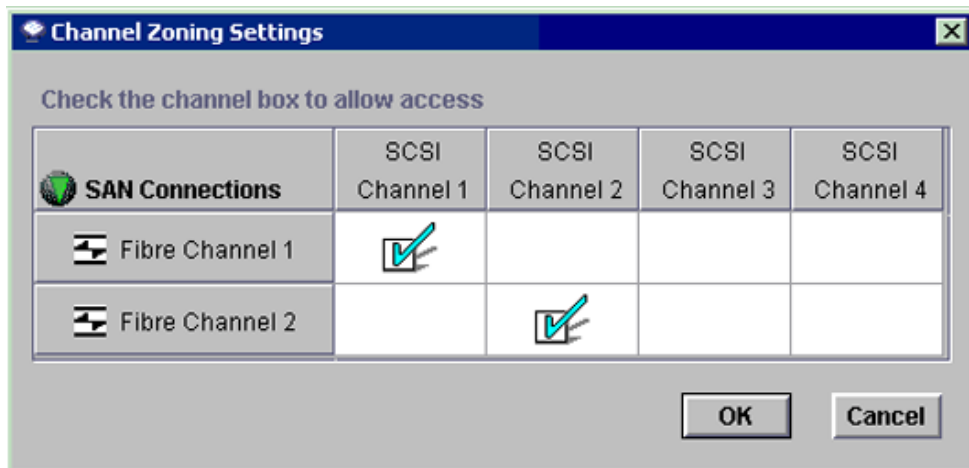 Channel Zoning Settings
Check the channel box to allow access
SAN Connections
SCSI Channel 1
SCSI Channel 2
SCSI Channel 3
SCSI Channel 4
Fibre Channel 1
Fibre Channel 2
OK
Cancel